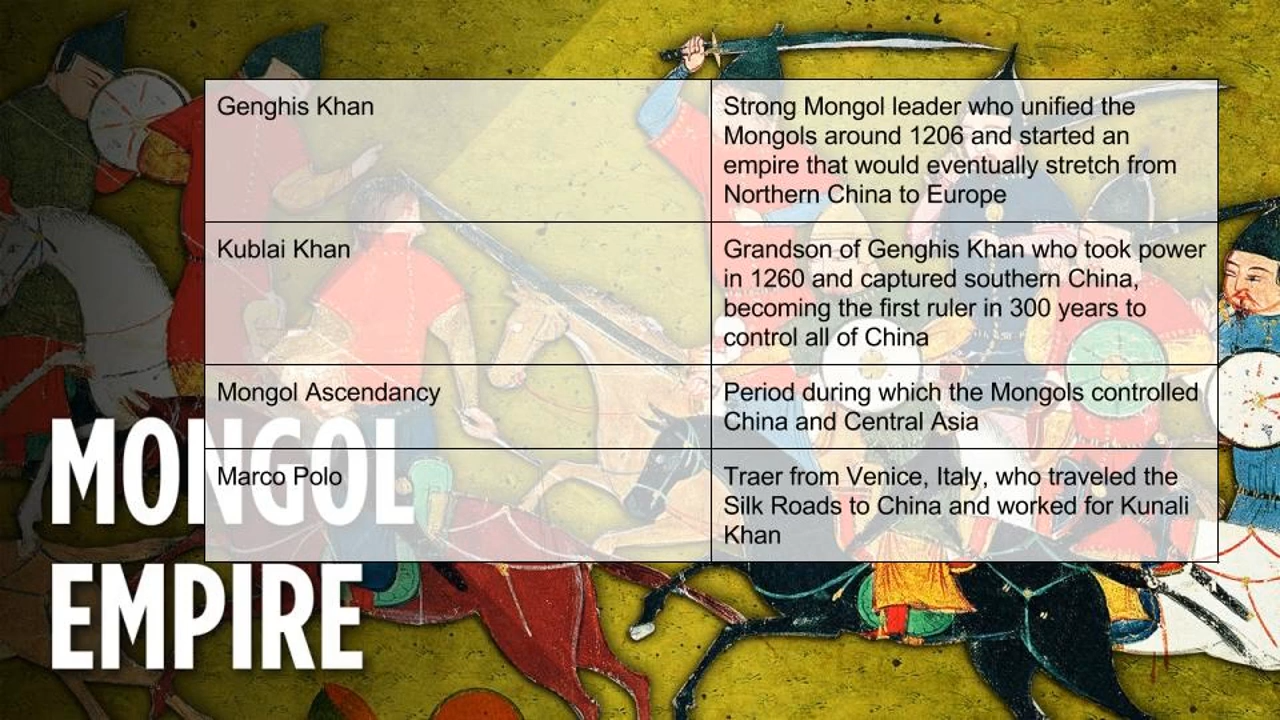 Genghis Khan
Strong Mongol leader who unified the
Mongols around 1206 and started an
empire that would eventually stretch from
Northern China to Europe
Kublai Khan
Grandson of Genghis Khan who took power
in 1260 and captured southern China,
becoming the first ruler in 300 years to
control all of China
Mongol Ascendancy
Period during which the Mongols controlled
China and Central Asia
Marco Polo
Traer from Venice, Italy, who traveled the
Silk Roads to China and worked for Kunali
Khan
MONGOL
EMPIRE